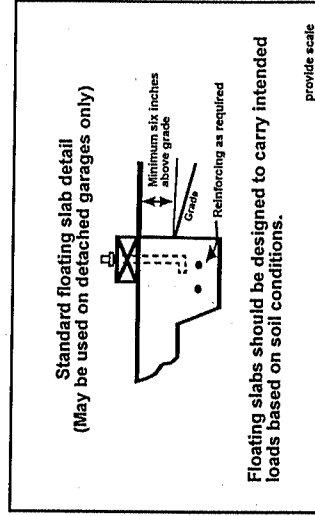 Standard floating slab detail
(May be used on detached garages only)
Minimum six inches
above grade
Grade
Reinforcing as required
Floating slabs should be designed to carry intended
loads based on soil conditions.
provide scale